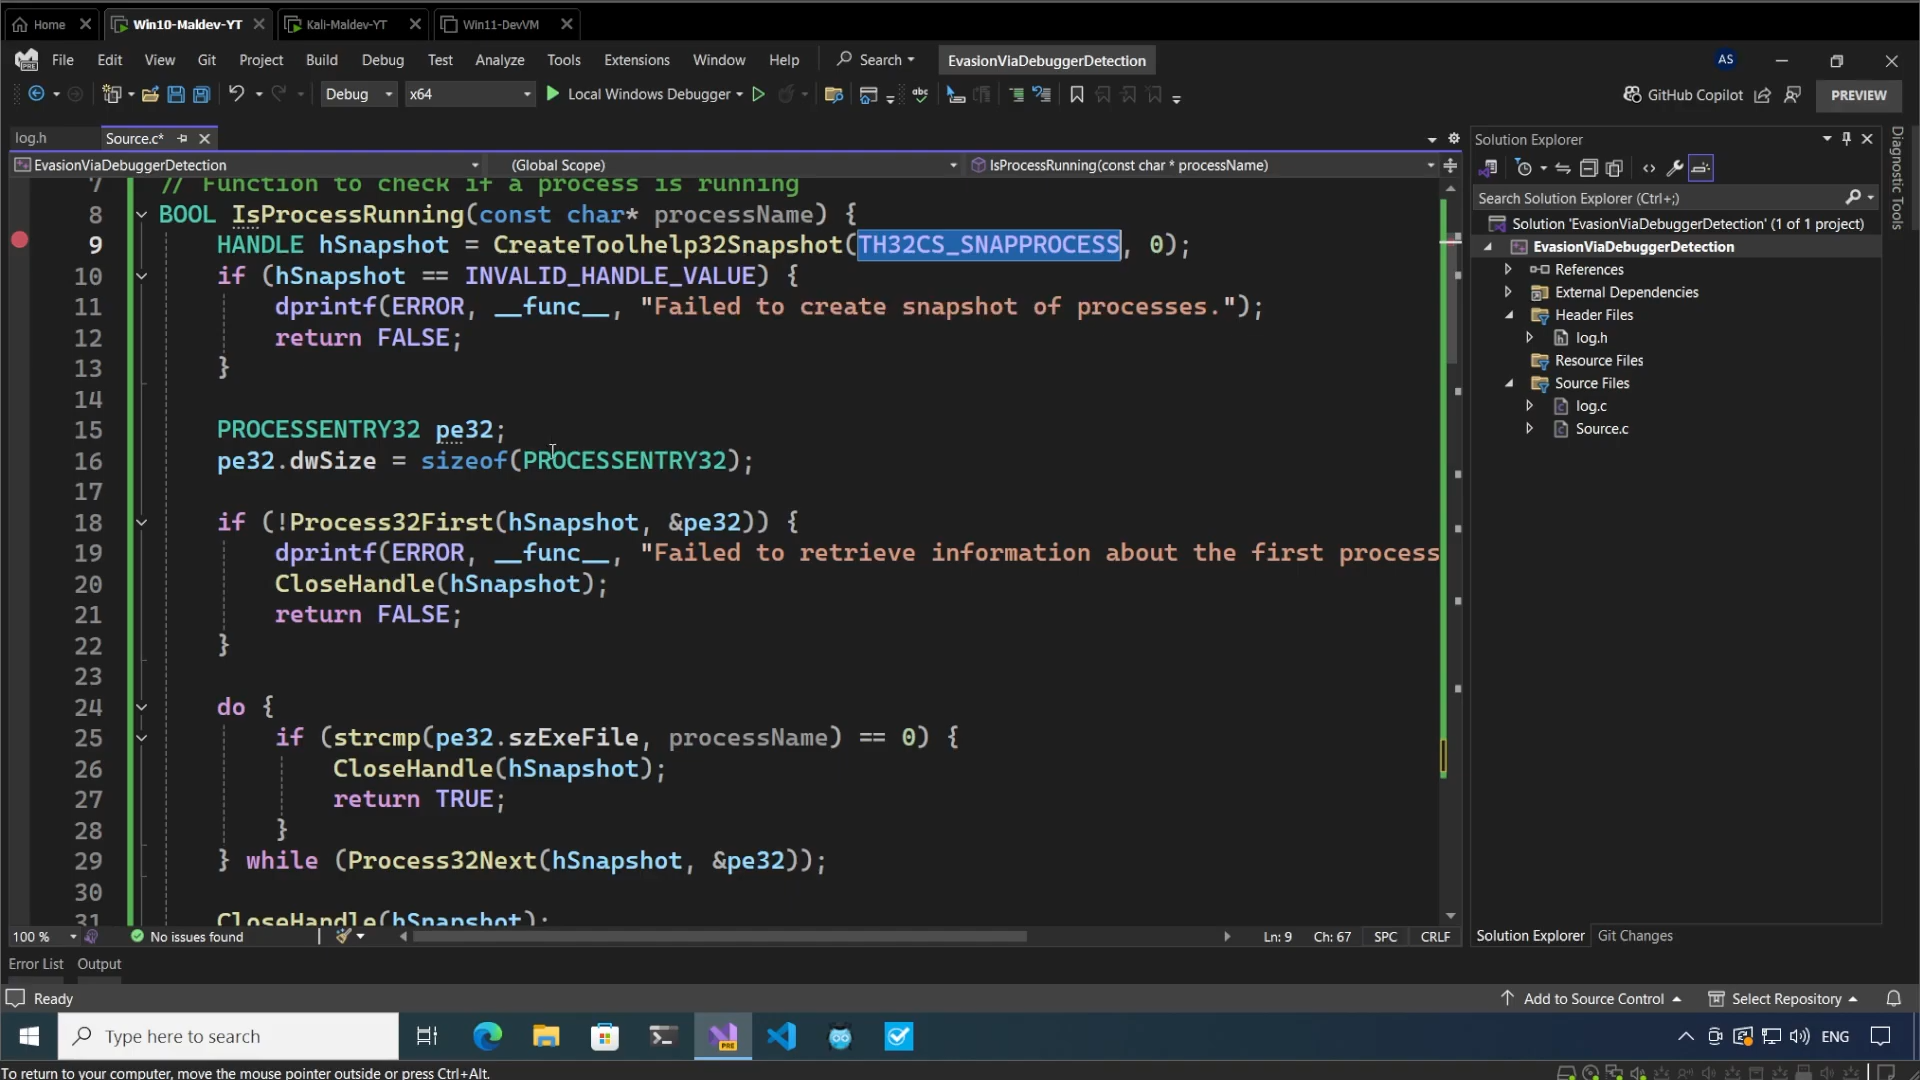 Home
Win10-Maldev-YT
Kali-Maldev-YT
Win11-DevVM
File Edit View Git Project Build Debug Test Analyze Tools Extensions Window Help Search EvasionViaDebuggerDetection AS
Debug x64 Local Windows Debugger GitHub Copilot PREVIEW
log.h Source.c*
EvasionViaDebuggerDetection (Global Scope) IsProcessRunning(const char * processName)
7 // Function to check if a process is running
8 BOOL IsProcessRunning(const char* processName) {
9 HANDLE hSnapshot = CreateToolhelp32Snapshot(TH32CS_SNAPPROCESS, 0);
10 if (hSnapshot == INVALID_HANDLE_VALUE) {
11 dprintf(ERROR, __func__, "Failed to create snapshot of processes.");
12 return FALSE;
13 }
14
15 PROCESSENTRY32 pe32;
16 pe32.dwSize = sizeof(PROCESSENTRY32);
17
18 if (!Process32First(hSnapshot, &pe32)) {
19 dprintf(ERROR, __func__, "Failed to retrieve information about the first process
20 CloseHandle(hSnapshot);
21 return FALSE;
22 }
23
24 do {
25 if (strcmp(pe32.szExeFile, processName) == 0) {
26 CloseHandle(hSnapshot);
27 return TRUE;
28 }
29 } while (Process32Next(hSnapshot, &pe32));
30
31 CloseHandle(hSnapshot);
100 % No issues found Ln: 9 Ch: 67 SPC CRLF
Solution Explorer
Search Solution Explorer (Ctrl+;)
Solution 'EvasionViaDebuggerDetection' (1 of 1 project)
EvasionViaDebuggerDetection
References
External Dependencies
Header Files
log.h
Resource Files
Source Files
log.c
Source.c
Solution Explorer Git Changes
Diagnostic Tools
Error List Output
Ready Add to Source Control Select Repository
Type here to search PRE ENG
To return to your computer, move the mouse pointer outside or press Ctrl+Alt.